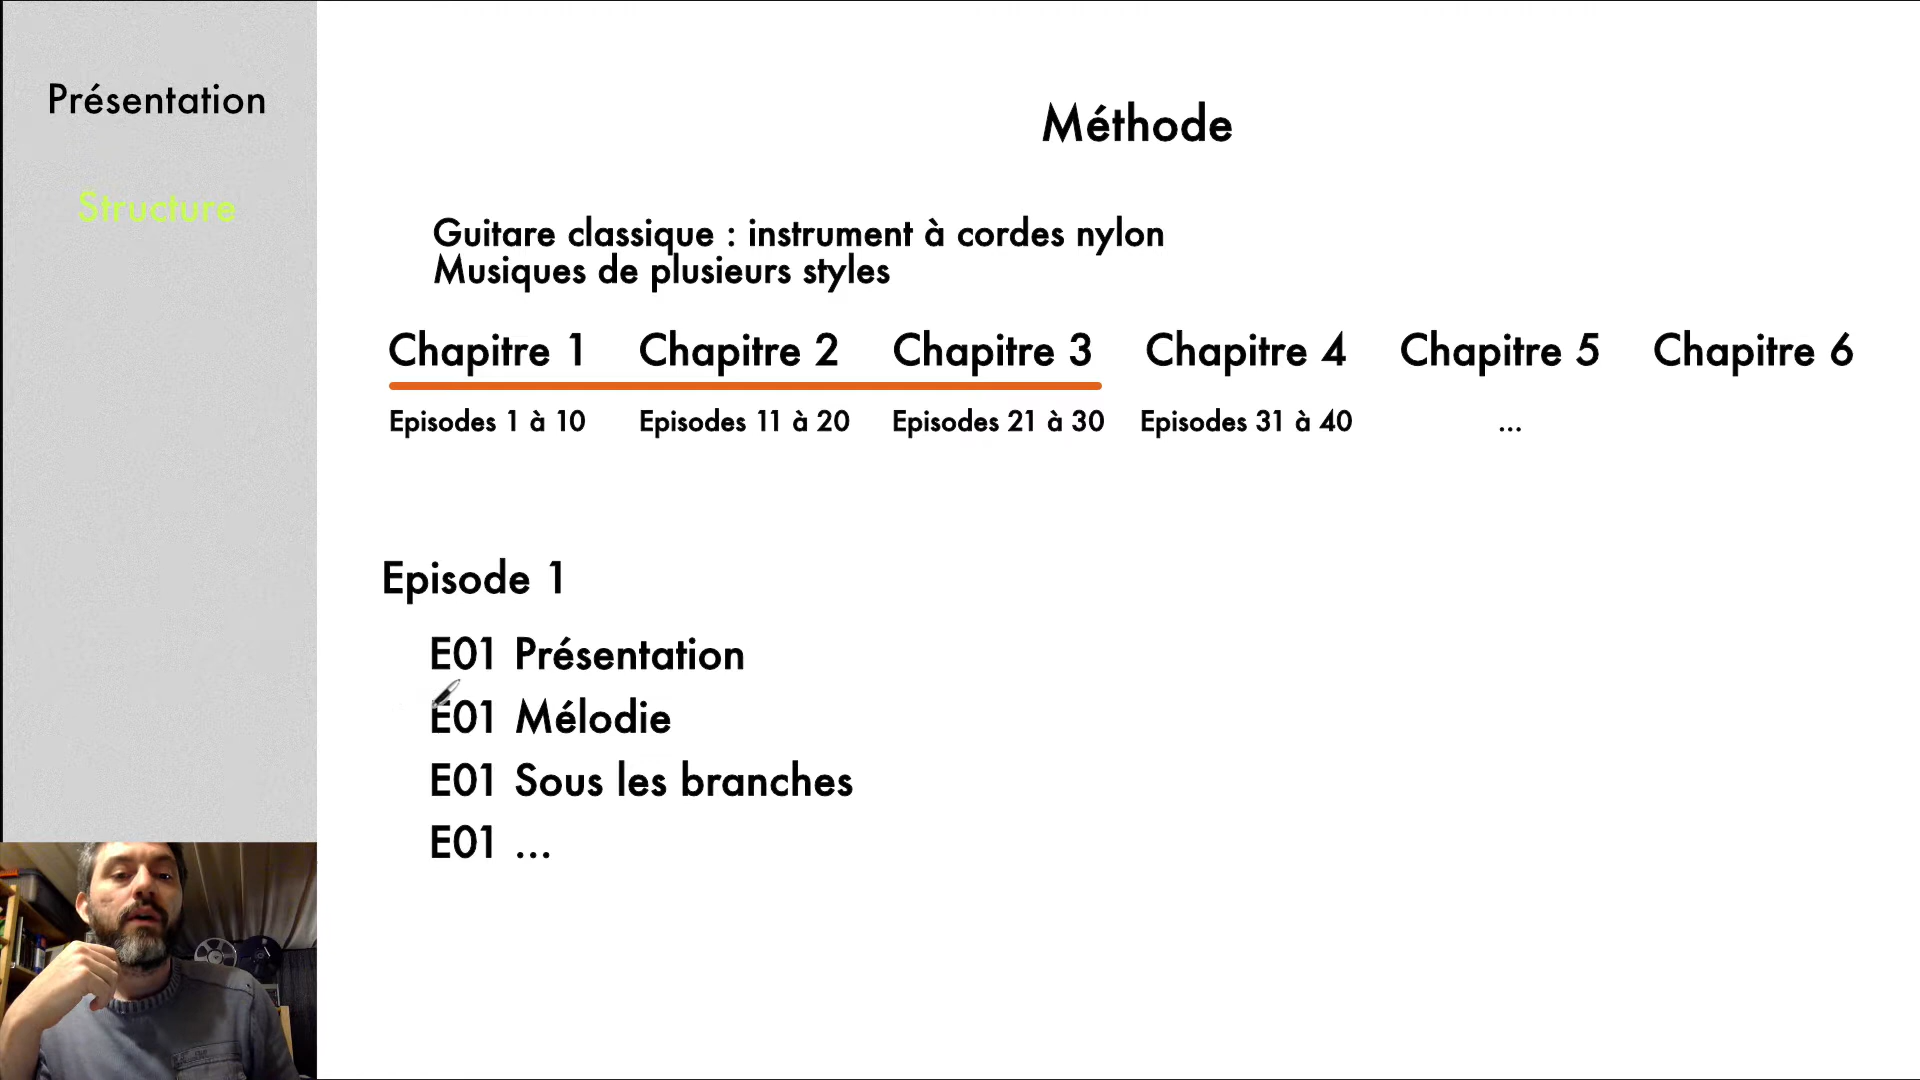 Présentation
Structure
Méthode
Guitare classique : instrument à cordes nylon
Musiques de plusieurs styles
Chapitre 1 Chapitre 2 Chapitre 3 Chapitre 4 Chapitre 5 Chapitre 6
Episodes 1 à 10 Episodes 11 à 20 Episodes 21 à 30 Episodes 31 à 40 ...
Episode 1
E01 Présentation
E01 Mélodie
E01 Sous les branches
E01 ...